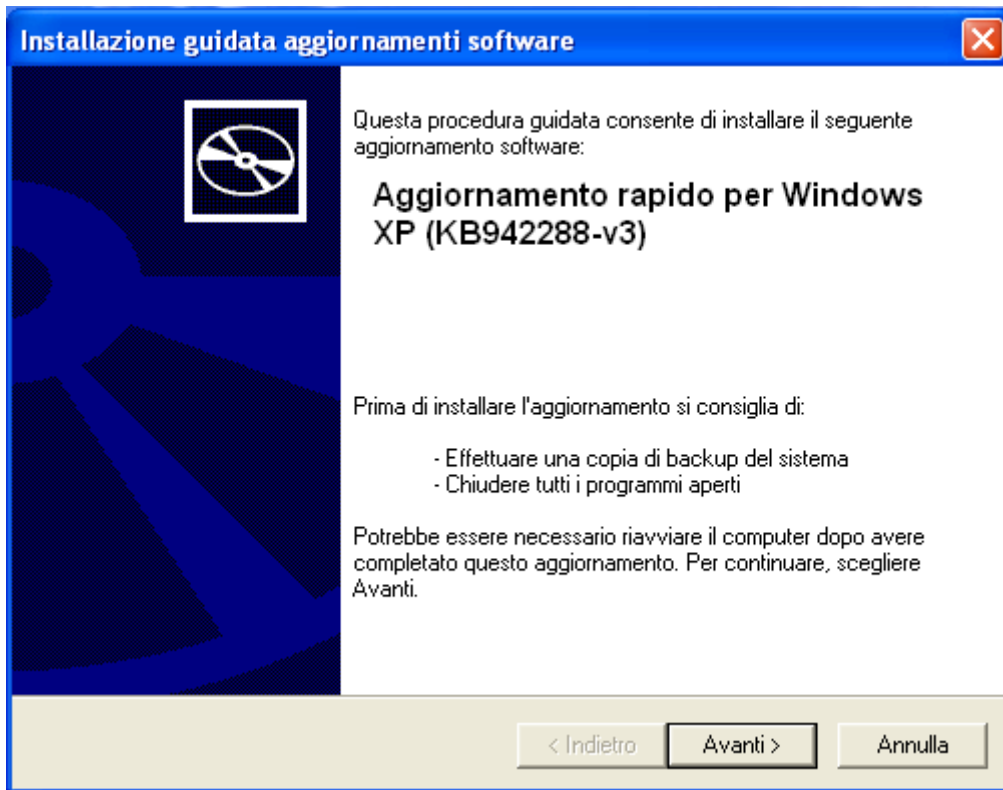 Installazione guidata aggiornamenti software
Questa procedura guidata consente di installare il seguente
aggiornamento software:
Aggiornamento rapido per Windows
XP (KB942288-v3)
Prima di installare l'aggiornamento si consiglia di:
- Effettuare una copia di backup del sistema
- Chiudere tutti i programmi aperti
Potrebbe essere necessario riavviare il computer dopo avere
completato questo aggiornamento. Per continuare, scegliere
Avanti.
< Indietro
Avanti >
Annulla